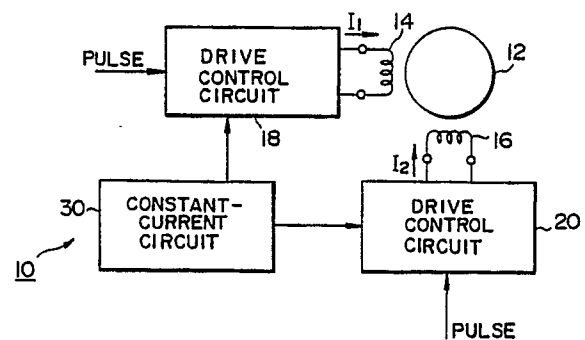 I1
14
PULSE
DRIVE
CONTROL
CIRCUIT
12
18
16
I2
30
CONSTANT-
CURRENT
CIRCUIT
DRIVE
CONTROL
CIRCUIT
20
10
PULSE